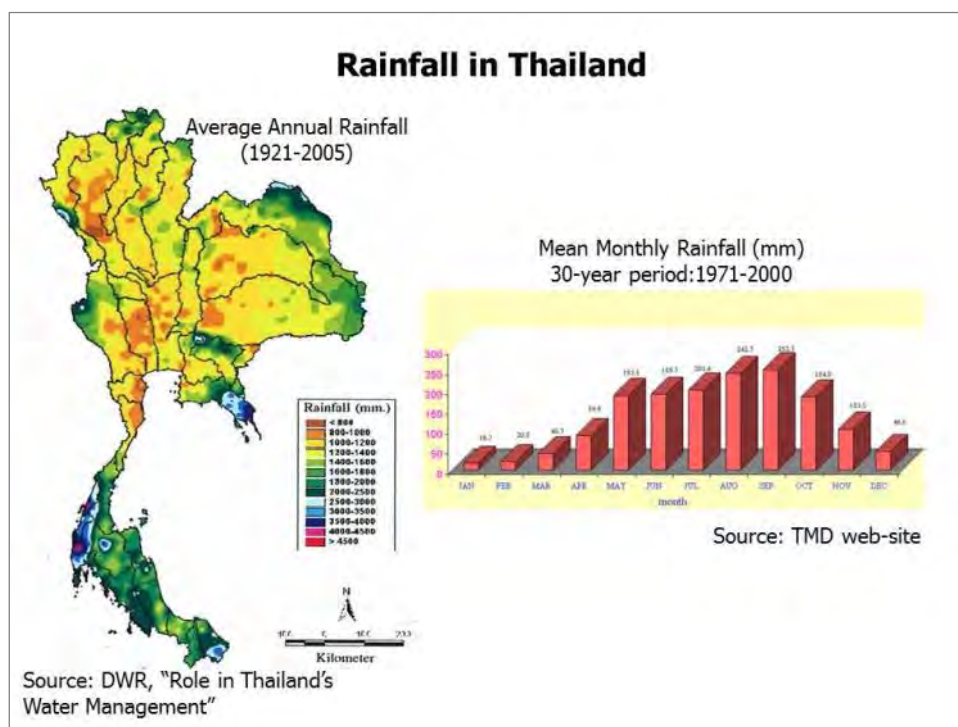 Rainfall in Thailand
Average Annual Rainfall
(1921-2005)
Rainfall (mm.)
< 800
800-1000
1000-1200
1200-1400
1400-1600
1600-1800
1800-2000
2000-2500
2500-3000
3000-3500
3500-4000
4000-4500
> 4500
N
Kilometer
Source: DWR, "Role in Thailand's
Water Management"
Mean Monthly Rainfall (mm)
30-year period:1971-2000
300
250
200
150
100
50
0
JAN FEB MAR APR MAY JUN JUL AUG SEP OCT NOV DEC
month
Source: TMD web-site